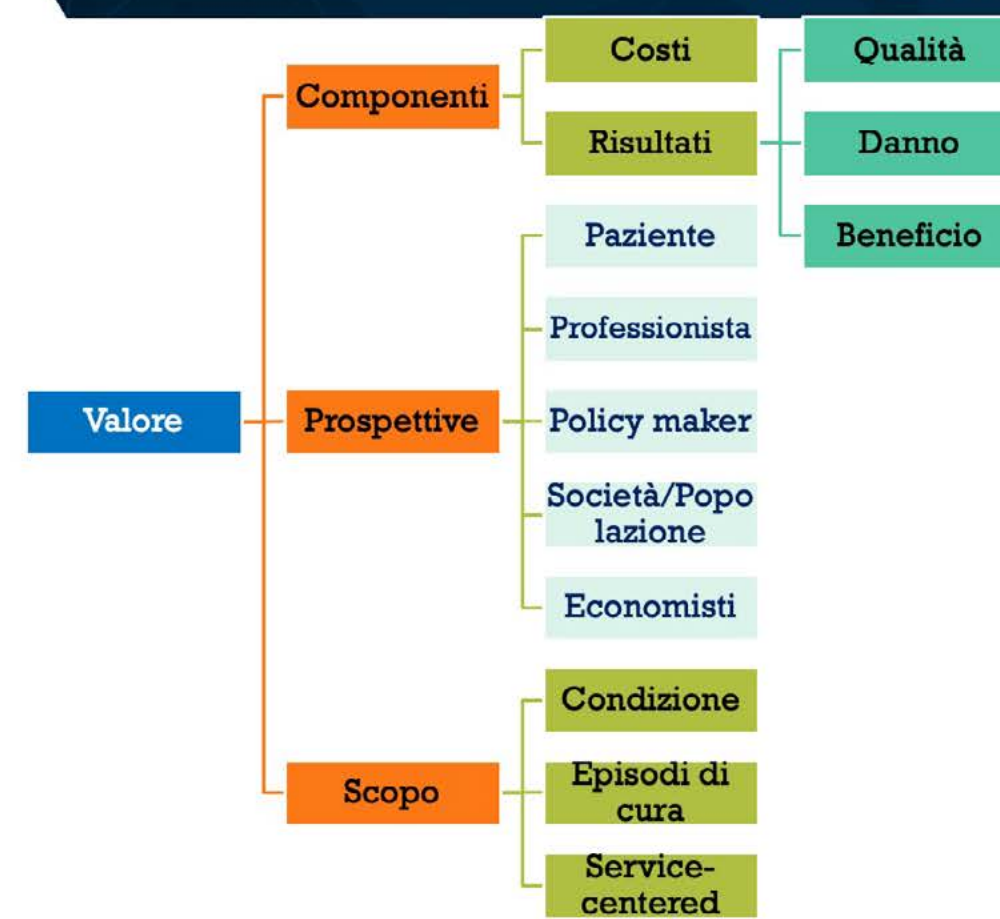 Valore
Componenti
Costi
Risultati
Qualità
Danno
Beneficio
Prospettive
Paziente
Professionista
Policy maker
Società/Popo
lazione
Economisti
Scopo
Condizione
Episodi di
cura
Service-
centered